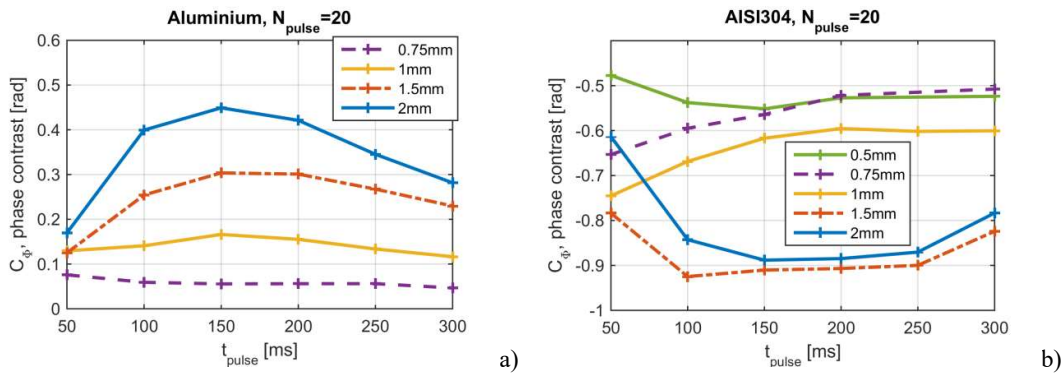 Aluminium, N_pulse=20
C_Φ, phase contrast [rad]
0.6
0.5
0.4
0.3
0.2
0.1
0
0.75mm
1mm
1.5mm
2mm
50 100 150 200 250 300
t_pulse [ms]
a)
AISI304, N_pulse=20
C_Φ, phase contrast [rad]
-0.5
-0.6
-0.7
-0.8
-0.9
-1
0.5mm
0.75mm
1mm
1.5mm
2mm
50 100 150 200 250 300
t_pulse [ms]
b)